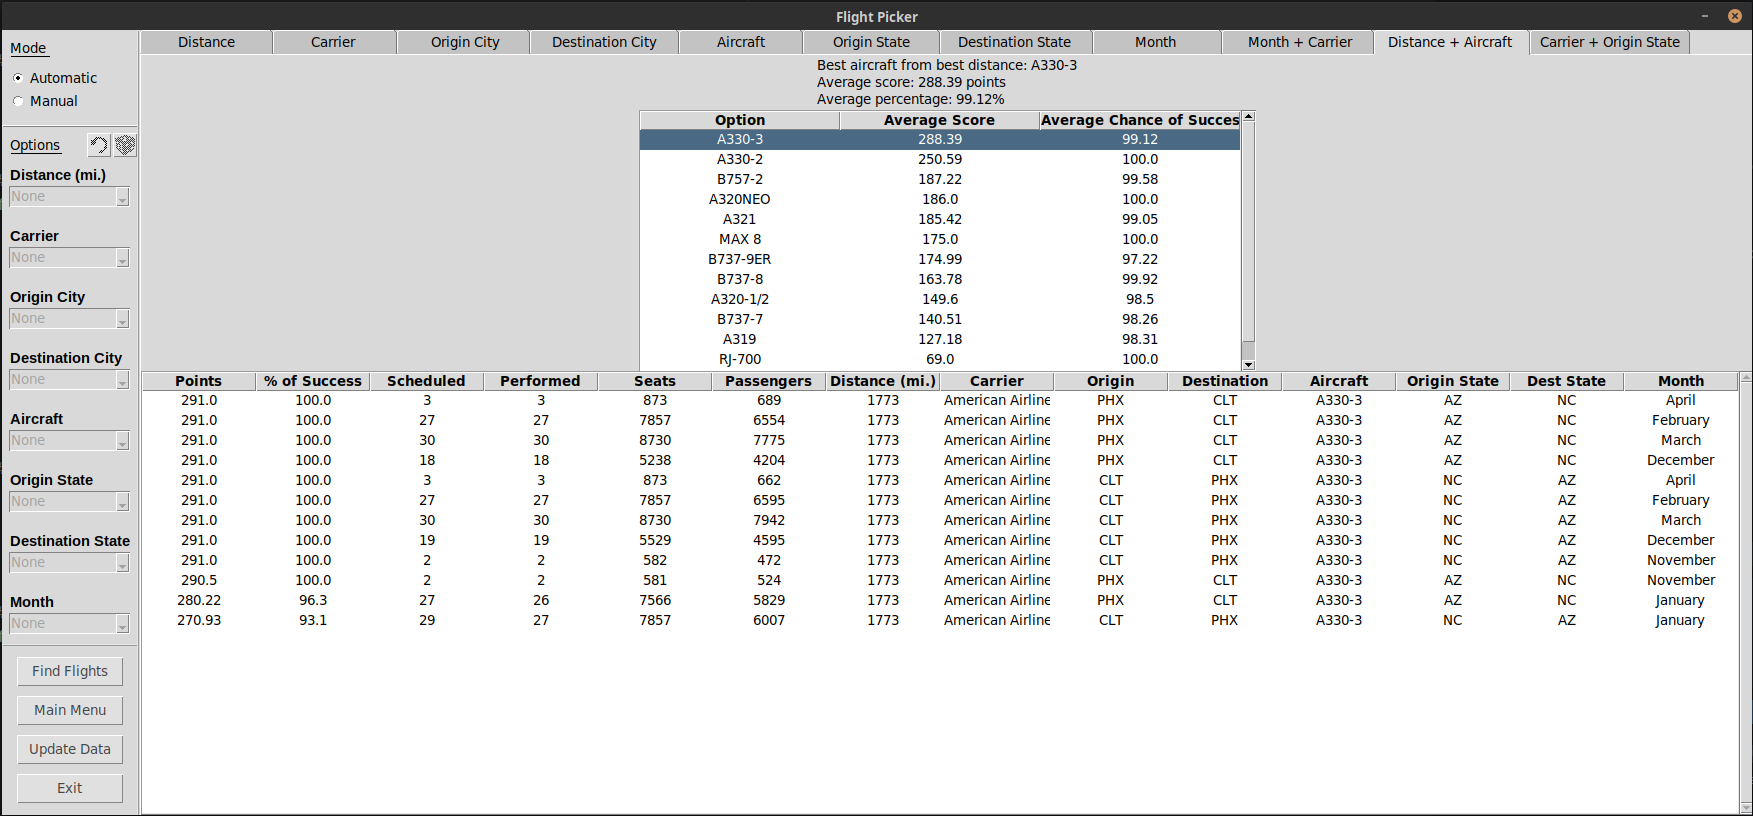 Flight Picker
Mode
Automatic
Manual
Options
Distance (mi.)
None
Carrier
None
Origin City
None
Destination City
None
Aircraft
None
Origin State
None
Destination State
None
Month
None
Find Flights
Main Menu
Update Data
Exit
Distance Carrier Origin City Destination City Aircraft Origin State Destination State Month Month + Carrier Distance + Aircraft Carrier + Origin State
Best aircraft from best distance: A330-3
Average score: 288.39 points
Average percentage: 99.12%
Option Average Score Average Chance of Succes
A330-3 288.39 99.12
A330-2 250.59 100.0
B757-2 187.22 99.58
A320NEO 186.0 100.0
A321 185.42 99.05
MAX 8 175.0 100.0
B737-9ER 174.99 97.22
B737-8 163.78 99.92
A320-1/2 149.6 98.5
B737-7 140.51 98.26
A319 127.18 98.31
RJ-700 69.0 100.0
Points % of Success Scheduled Performed Seats Passengers Distance (mi.) Carrier Origin Destination Aircraft Origin State Dest State Month
291.0 100.0 3 3 873 689 1773 American Airline PHX CLT A330-3 AZ NC April
291.0 100.0 27 27 7857 6554 1773 American Airline PHX CLT A330-3 AZ NC February
291.0 100.0 30 30 8730 7775 1773 American Airline PHX CLT A330-3 AZ NC March
291.0 100.0 18 18 5238 4204 1773 American Airline PHX CLT A330-3 AZ NC December
291.0 100.0 3 3 873 662 1773 American Airline CLT PHX A330-3 NC AZ April
291.0 100.0 27 27 7857 6595 1773 American Airline CLT PHX A330-3 NC AZ February
291.0 100.0 30 30 8730 7942 1773 American Airline CLT PHX A330-3 NC AZ March
291.0 100.0 19 19 5529 4595 1773 American Airline CLT PHX A330-3 NC AZ December
291.0 100.0 2 2 582 472 1773 American Airline CLT PHX A330-3 NC AZ November
290.5 100.0 2 2 581 524 1773 American Airline PHX CLT A330-3 AZ NC November
280.22 96.3 27 26 7566 5829 1773 American Airline PHX CLT A330-3 AZ NC January
270.93 93.1 29 27 7857 6007 1773 American Airline CLT PHX A330-3 NC AZ January